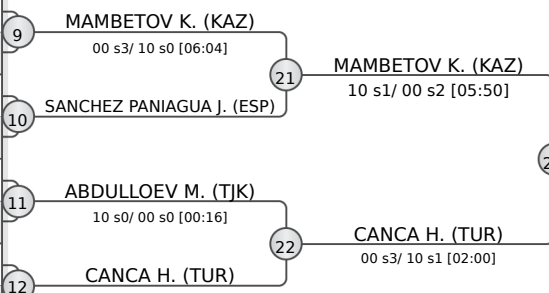 9
MAMBETOV K. (KAZ)
00 s3/ 10 s0 [06:04]
21
MAMBETOV K. (KAZ)
10 s1/ 00 s2 [05:50]
10
SANCHEZ PANIAGUA J. (ESP)
11
ABDULLOEV M. (TJK)
10 s0/ 00 s0 [00:16]
22
CANCA H. (TUR)
00 s3/ 10 s1 [02:00]
12
CANCA H. (TUR)